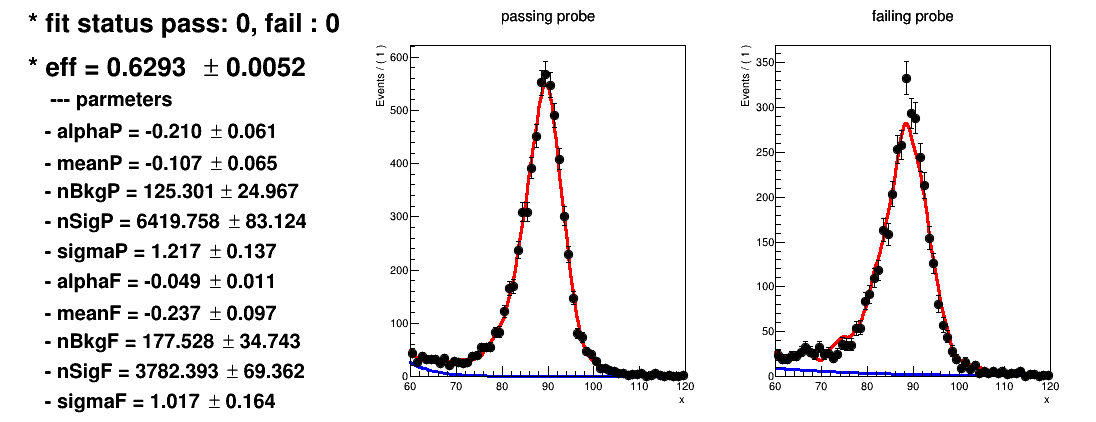 * fit status pass: 0, fail : 0
* eff = 0.6293 ± 0.0052
--- parmeters
- alphaP = -0.210 ± 0.061
- meanP = -0.107 ± 0.065
- nBkgP = 125.301 ± 24.967
- nSigP = 6419.758 ± 83.124
- sigmaP = 1.217 ± 0.137
- alphaF = -0.049 ± 0.011
- meanF = -0.237 ± 0.097
- nBkgF = 177.528 ± 34.743
- nSigF = 3782.393 ± 69.362
- sigmaF = 1.017 ± 0.164
passing probe
Events / ( 1 )
600
500
400
300
200
100
0
60 70 80 90 100 110 120
x
failing probe
Events / ( 1 )
350
300
250
200
150
100
50
0
60 70 80 90 100 110 120
x